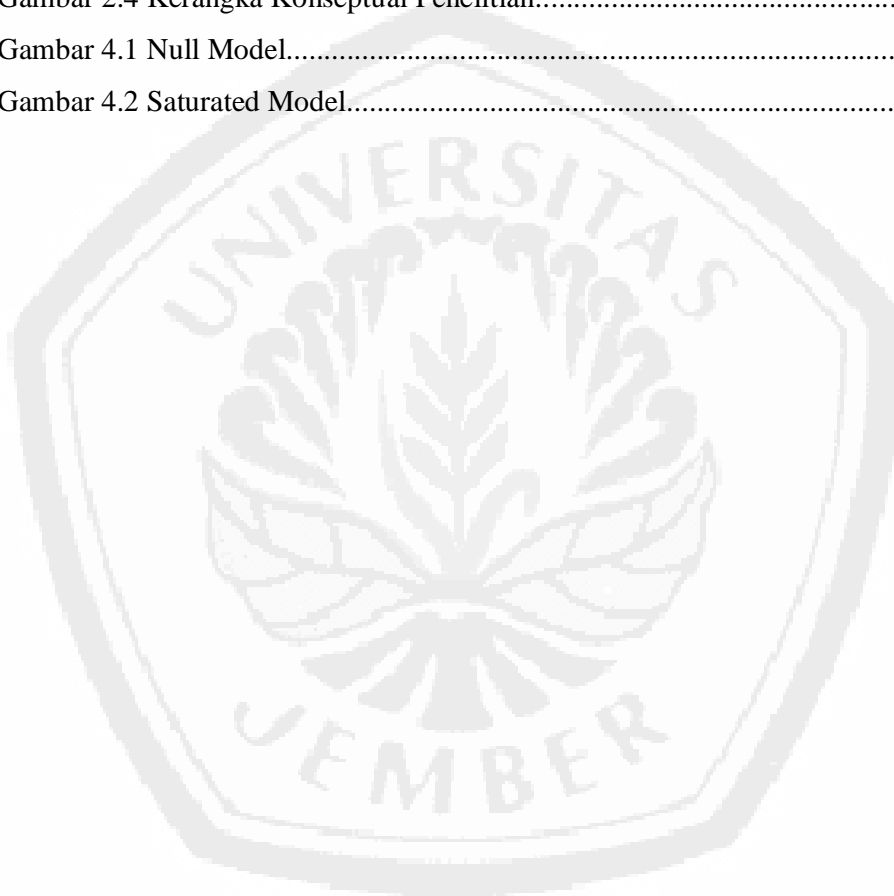 Gambar 2.4 Kerangka Konseptual Penelitian..............................................
Gambar 4.1 Null Model................................................................................
Gambar 4.2 Saturated Model.........................................................................
UNIVERSITAS
JEMBER